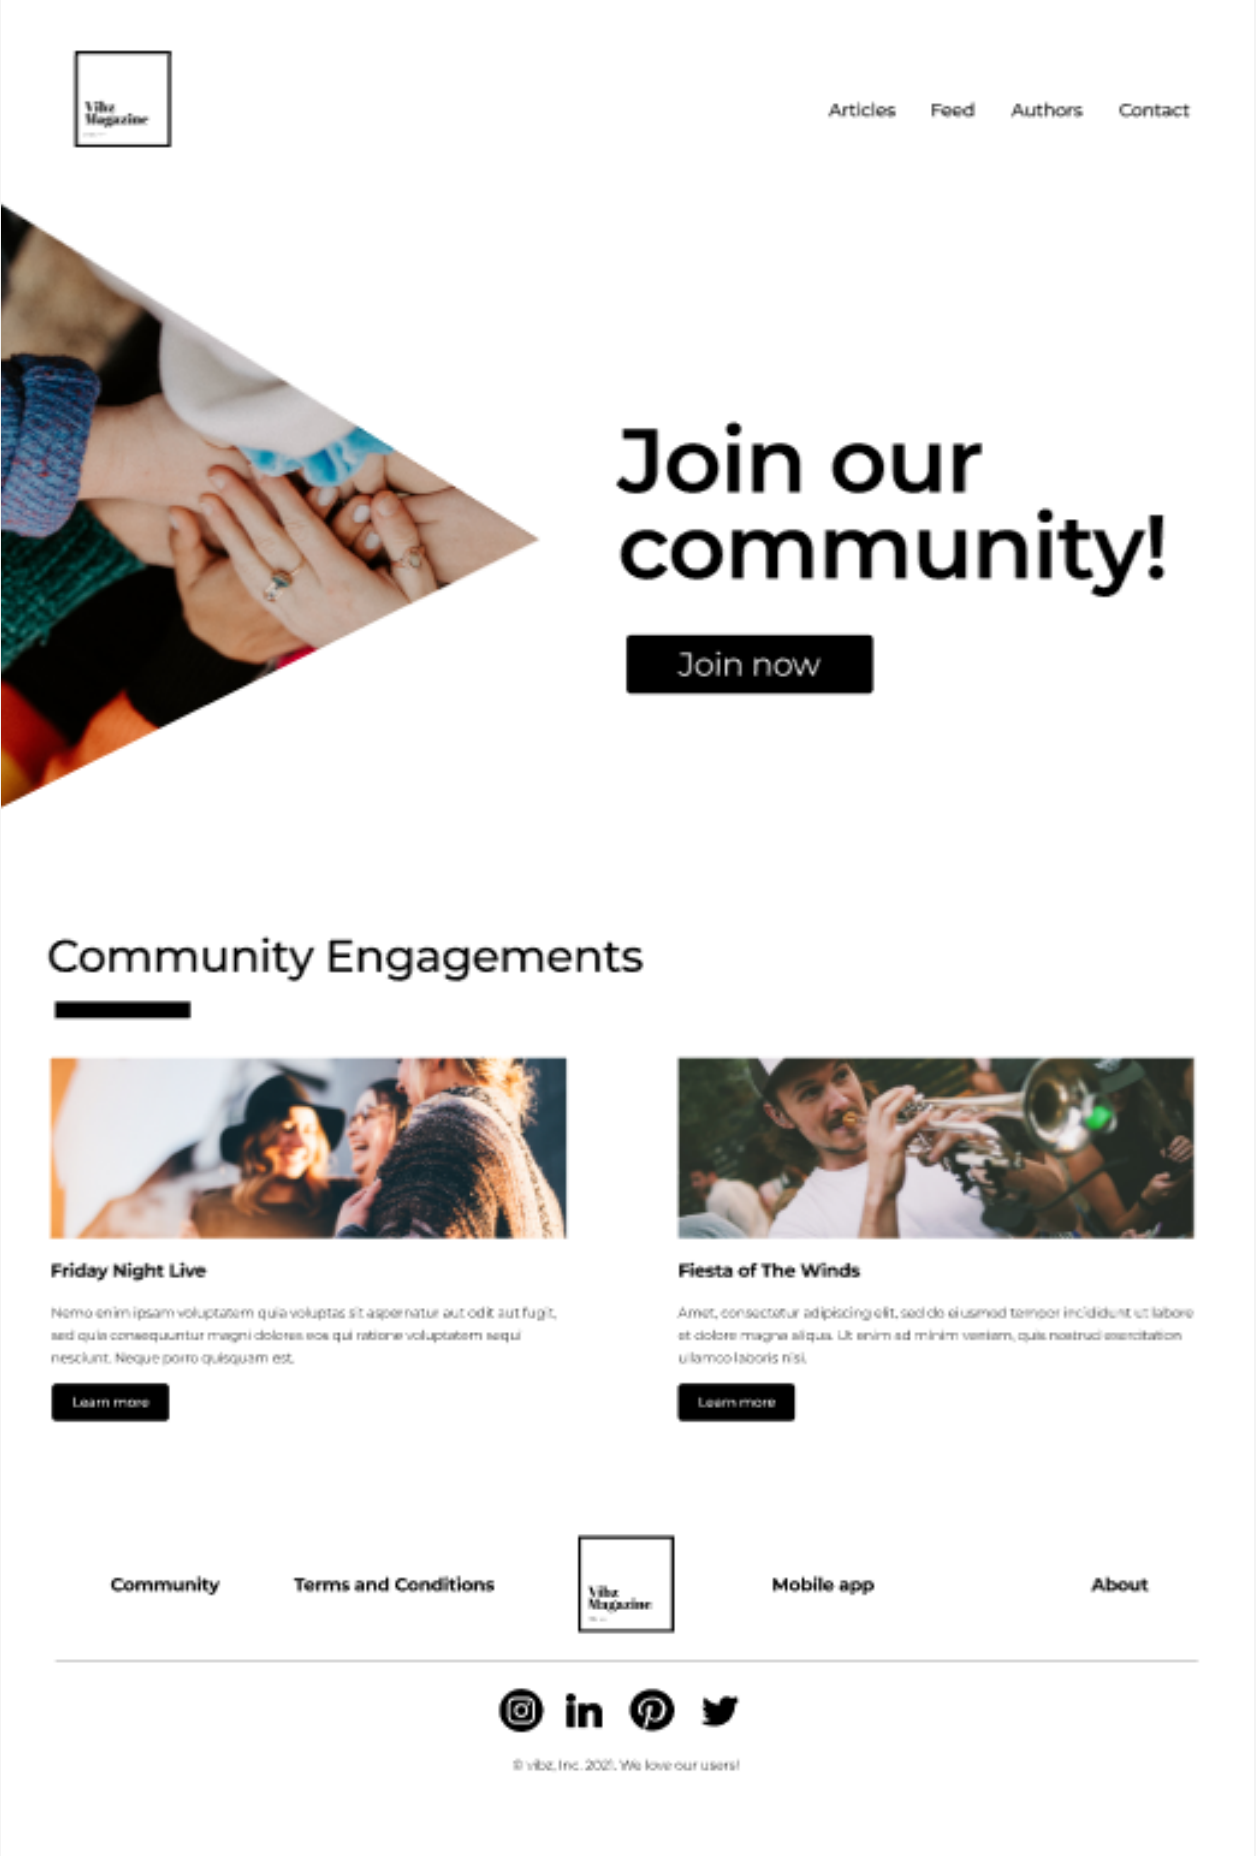 Vibz
Magazine
Articles Feed Authors Contact
Join our
community!
Join now
Community Engagements
Friday Night Live
Nemo enim ipsam voluptatem quia voluptas sit aspernatur aut odit aut fugit,
sed quia consequuntur magni dolores eos qui ratione voluptatem sequi
nesciunt. Neque porro quisquam est.
Learn more
Fiesta of The Winds
Amet, consectetur adipiscing elit, sed do eiusmod tempor incididunt ut labore
et dolore magna aliqua. Ut enim ad minim veniam, quis nostrud exercitation
ullamco laboris nisi.
Learn more
Community Terms and Conditions
Vibz
Magazine
Mobile app About
in
© vibz, Inc. 2021. We love our users!